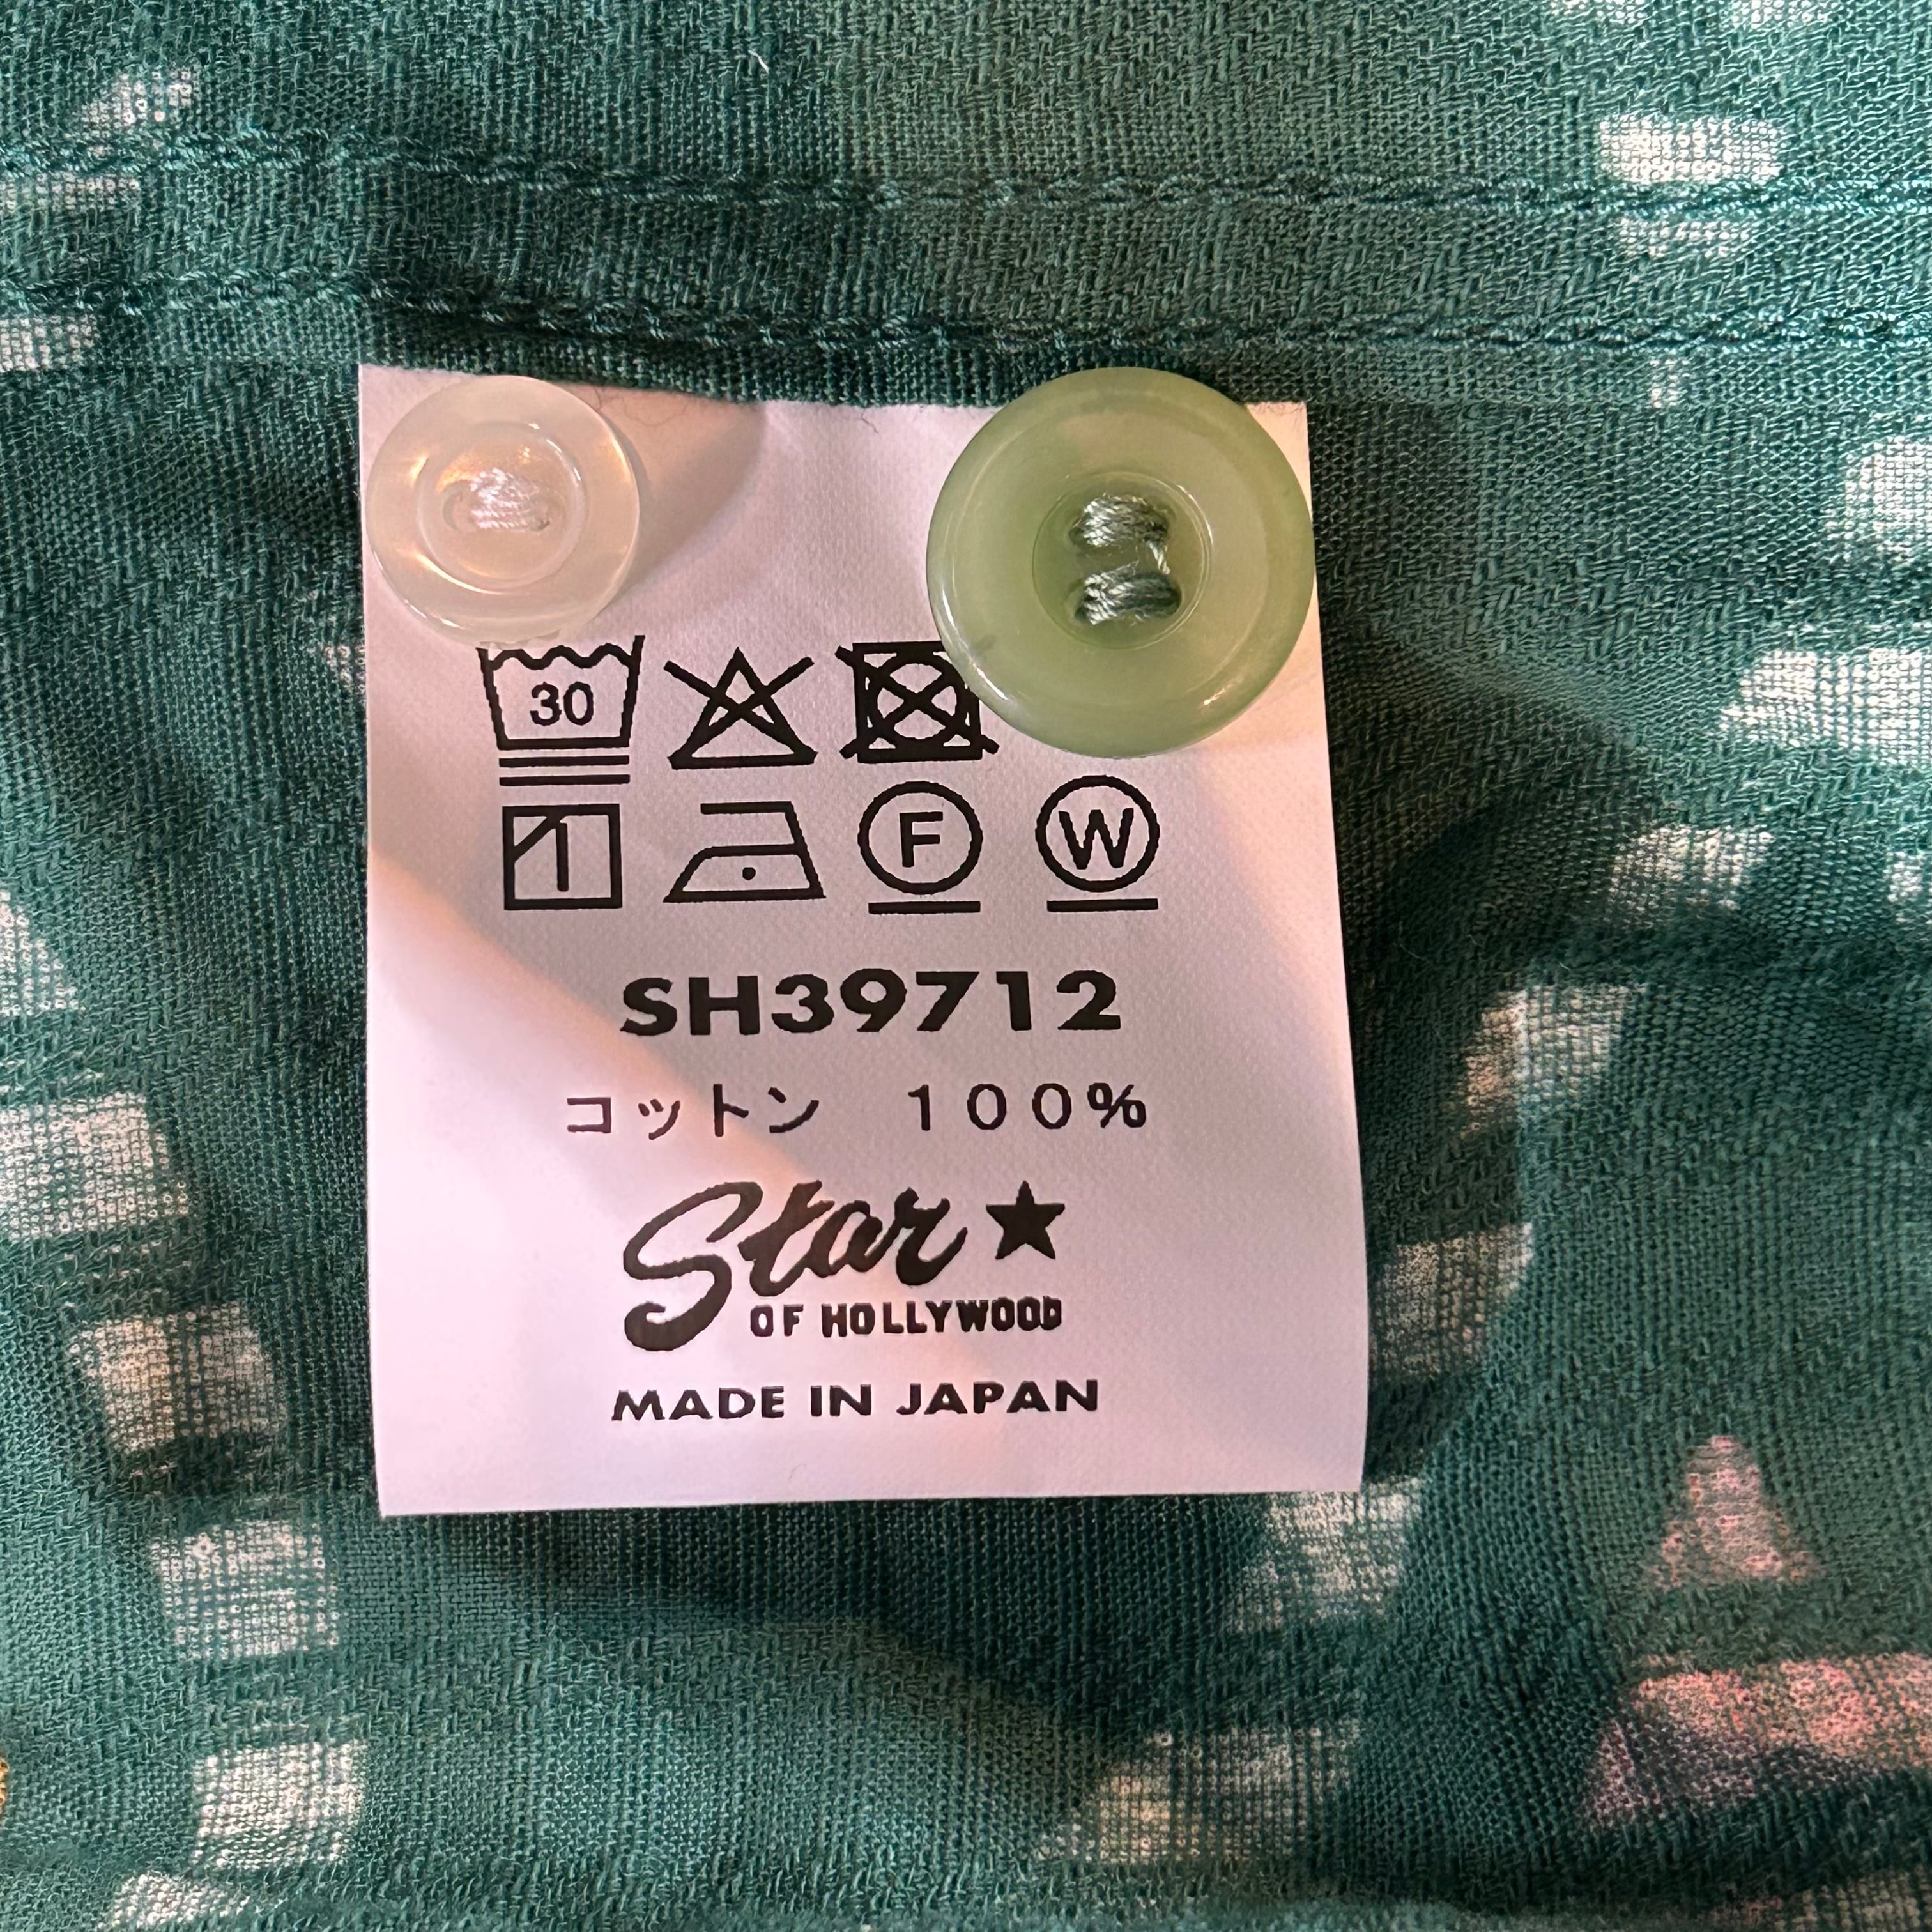 30
F W
SH39712
コットン　１００％
Star
OF HOLLYWOOD
MADE IN JAPAN